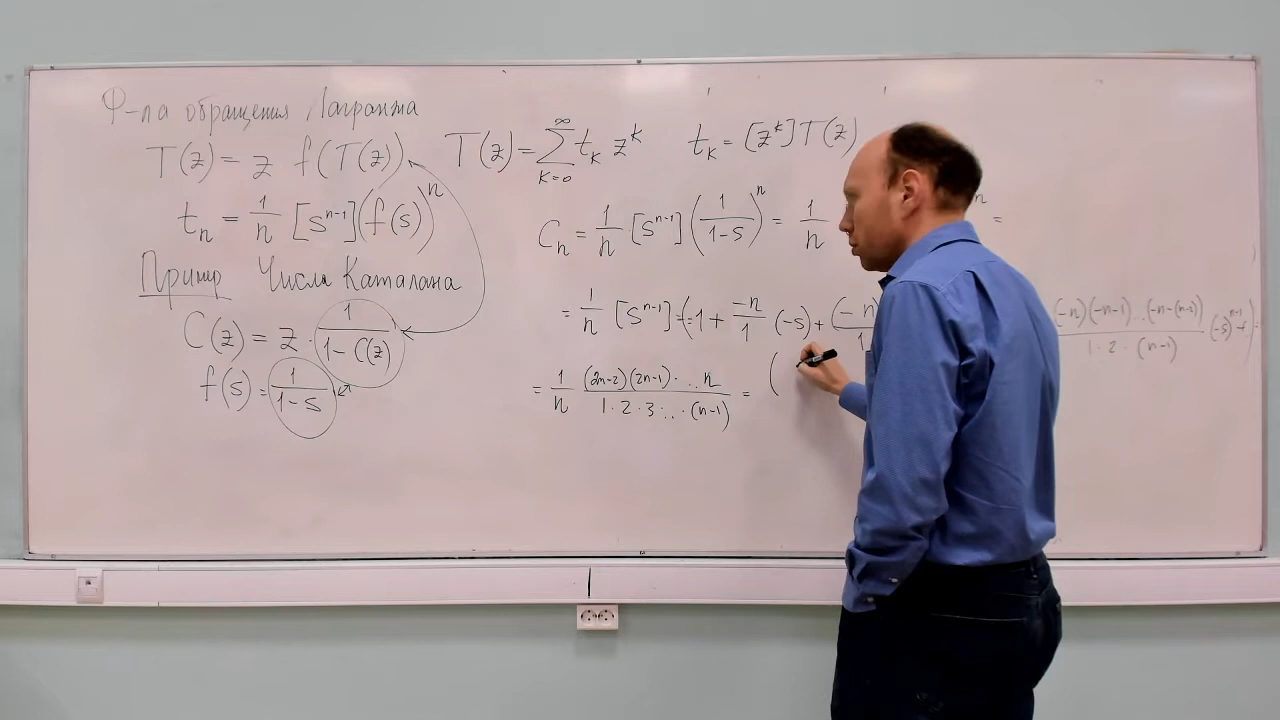 Ф-ла обращения Лагранжа
T(z) = z f(T(z)) T(z) = ∑_{k=0}^{∞} t_k z^k t_k = [z^k] T(z)
t_n = 1/n [s^{n-1}] (f(s))^n
Пример Числа Каталана
C(z) = z · 1/(1 - C(z))
f(s) = 1/(1-s)
C_n = 1/n [s^{n-1}] (1/(1-s))^n = 1/n n =
= 1/n [s^{n-1}] (1 + -n/1 (-s) + (-n)/1 (-n)(-n-1)...(-n-(n-2))/(1·2·(n-1)) (-s)^{n-1}
= 1/n (2n-2)(2n-1)·...n/(1·2·3·...·(n-1)) = (